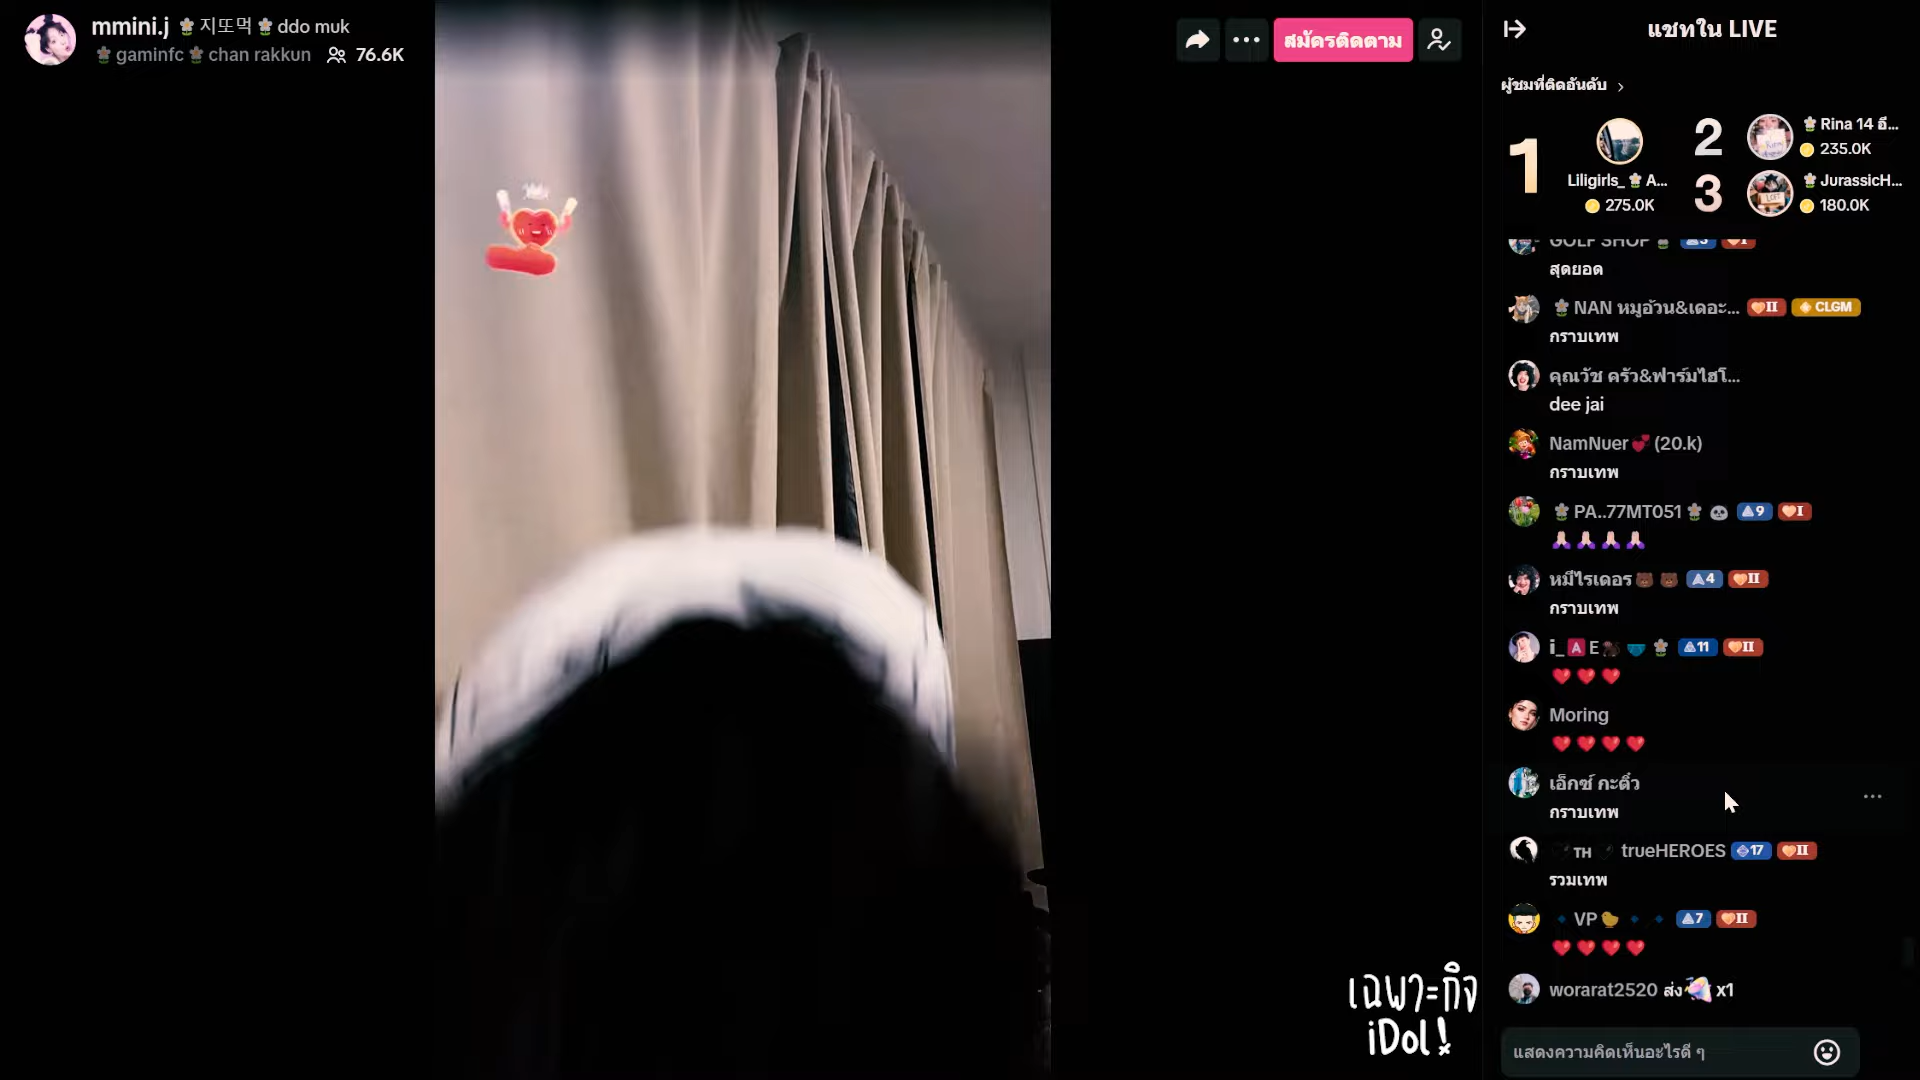 mmini.j 지또먹 ddo muk
gaminfc chan rakkun 76.6K
สมัครติดตาม
แชทใน LIVE
ผู้ชมที่ติดอันดับ
1
Liligirls_ A...
275.0K
2
Rina 14 อี...
235.0K
3
JurassicH...
180.0K
GOLF SHOP 3 I
สุดยอด
NAN หมูอ้วน&เดอะ... II CLGM
กราบเทพ
คุณวัช ครัว&ฟาร์มไฮโ...
dee jai
NamNuer (20.k)
กราบเทพ
PA..77MT051 9 I
หมีไรเดอร 4 II
กราบเทพ
i_ A E 11 II
Moring
เอ็กซ์ กะติ๋ว
กราบเทพ
TH trueHEROES 17 II
รวมเทพ
VP 7 II
worarat2520 ส่ง x1
แสดงความคิดเห็นอะไรดี ๆ
เฉพาะกิจ
iDol!